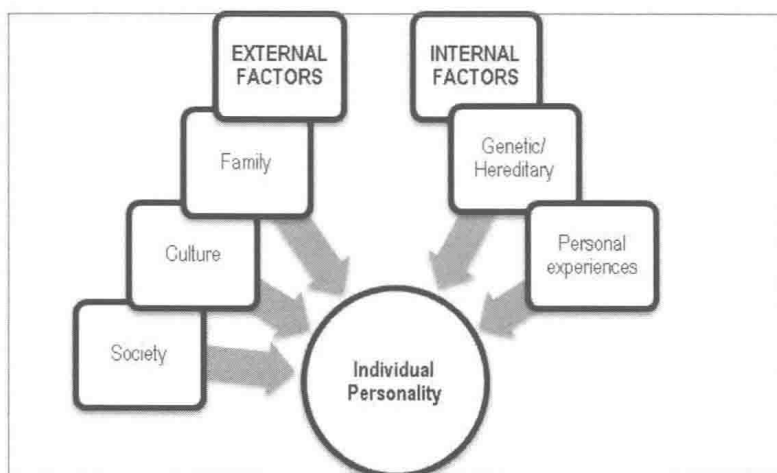 EXTERNAL
FACTORS
Family
Culture
Society
INTERNAL
FACTORS
Genetic/
Hereditary
Personal
experiences
Individual
Personality